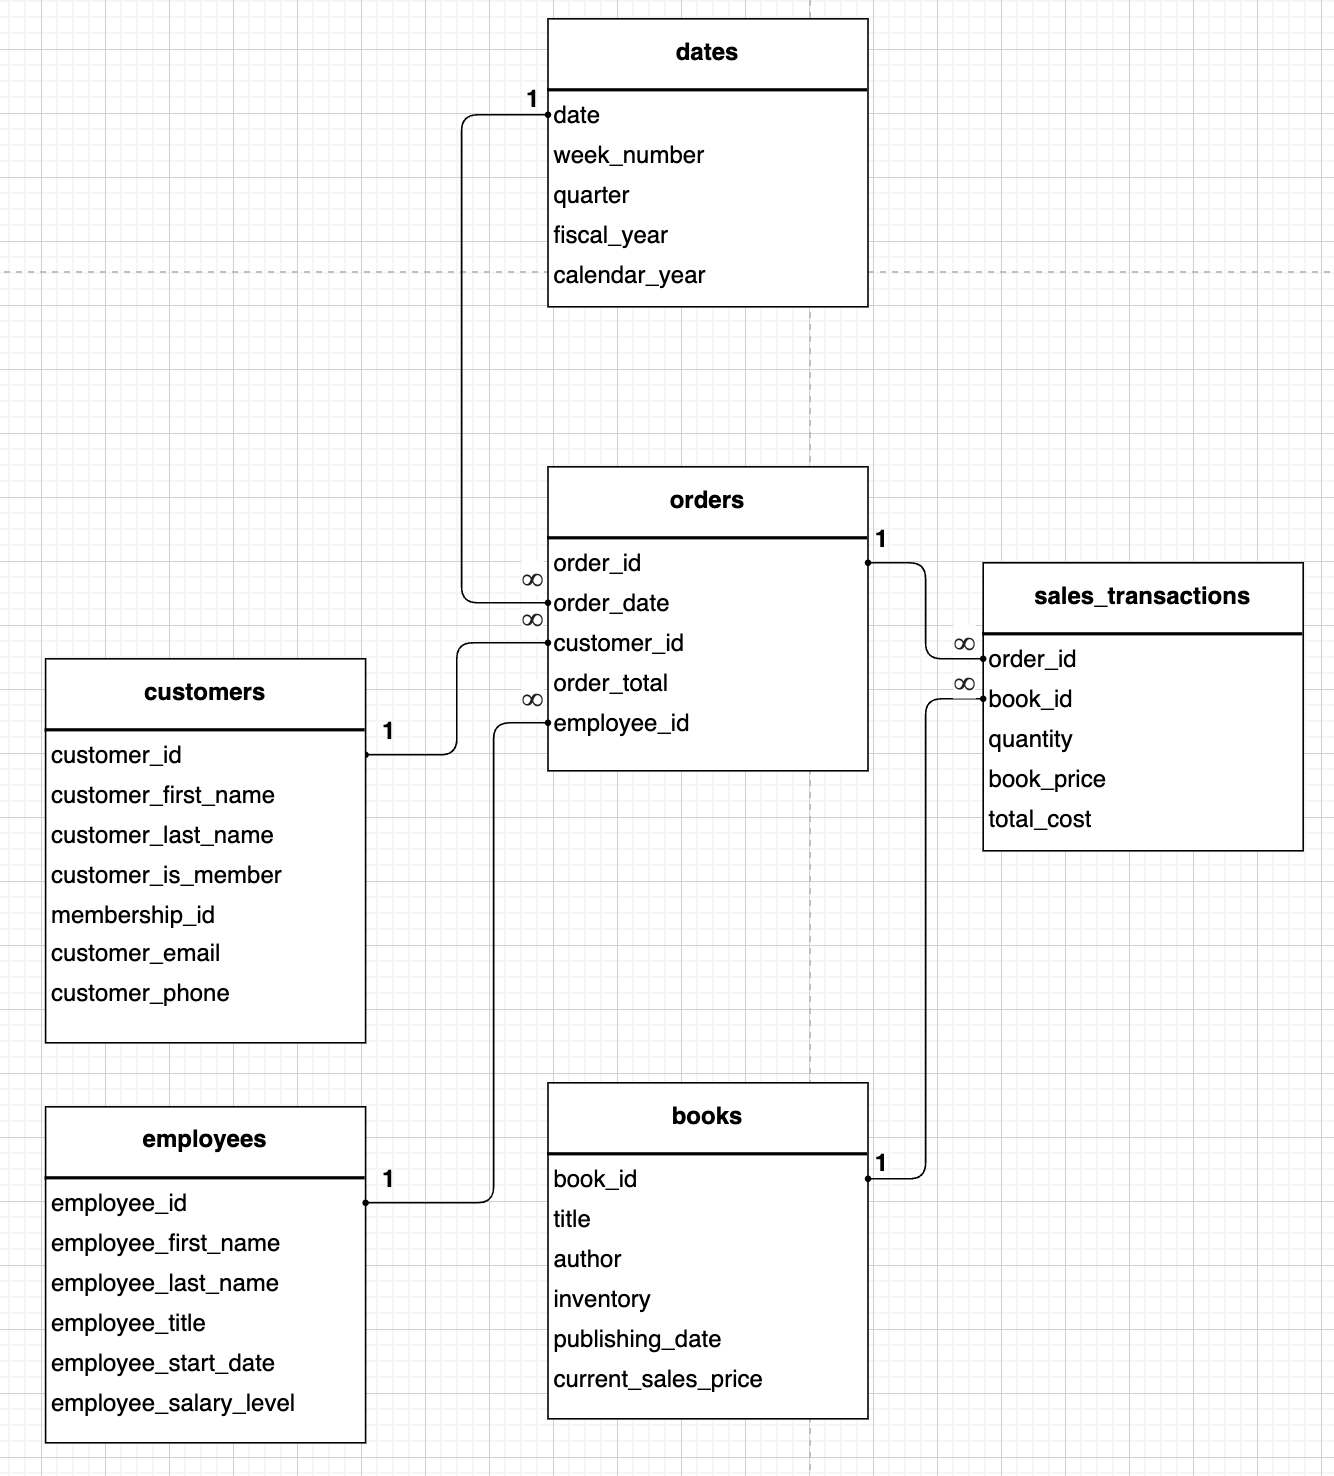 dates
1
date
week_number
quarter
fiscal_year
calendar_year
orders
1
order_id
∞
order_date
∞
customer_id
order_total
∞
employee_id
sales_transactions
∞
order_id
∞
book_id
quantity
book_price
total_cost
customers
1
customer_id
customer_first_name
customer_last_name
customer_is_member
membership_id
customer_email
customer_phone
employees
1
employee_id
employee_first_name
employee_last_name
employee_title
employee_start_date
employee_salary_level
books
1
book_id
title
author
inventory
publishing_date
current_sales_price